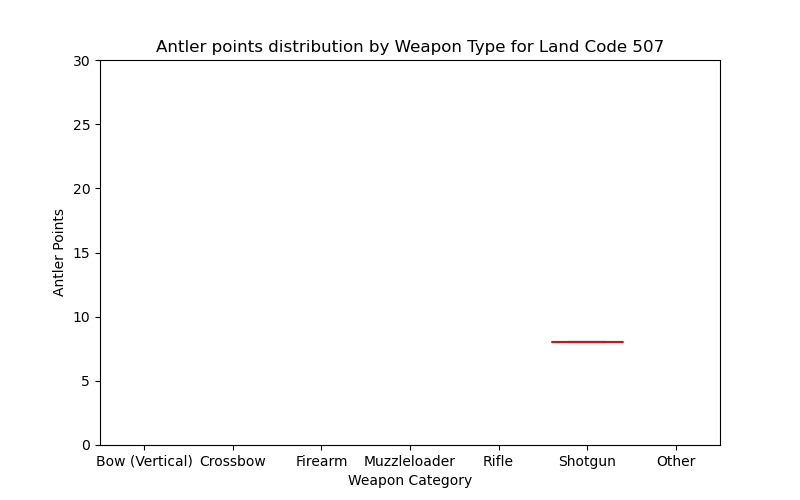 Antler points distribution by Weapon Type for Land Code 507
30
25
20
15
10
5
0
Antler Points
Bow (Vertical) Crossbow Firearm Muzzleloader Rifle Shotgun Other
Weapon Category